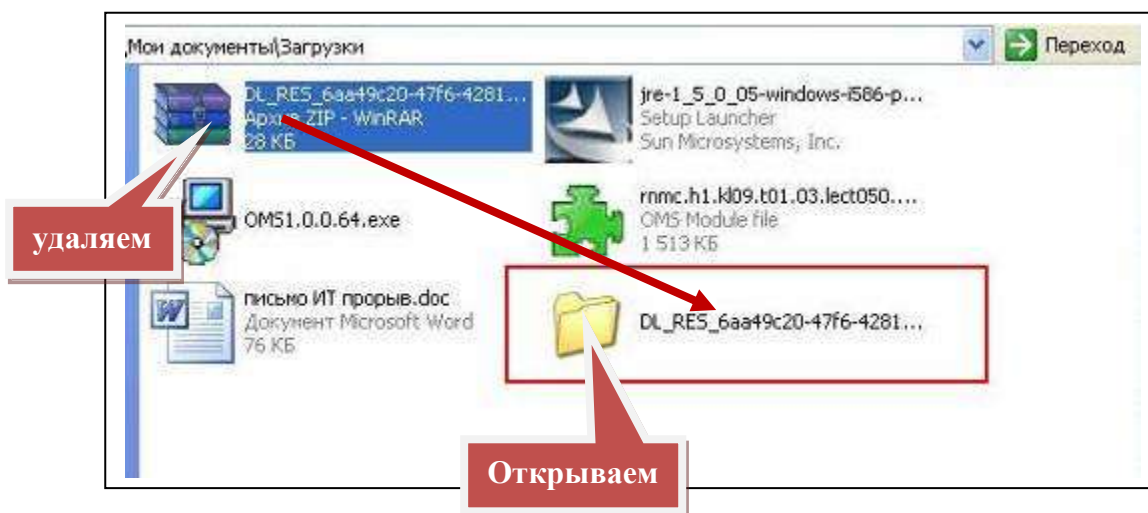 Мои документы\Загрузки
Переход
DL_RES_6aa49c20-47f6-4281...
Архив ZIP - WinRAR
28 КБ
jre-1_5_0_05-windows-i586-p...
Setup Launcher
Sun Microsystems, Inc.
удаляем
OMS1.0.0.64.exe
rnmc.h1.kl09.t01.03.lect050....
OMS Module file
1 513 КБ
письмо ИТ прорыв.doc
Документ Microsoft Word
76 КБ
DL_RES_6aa49c20-47f6-4281...
Открываем